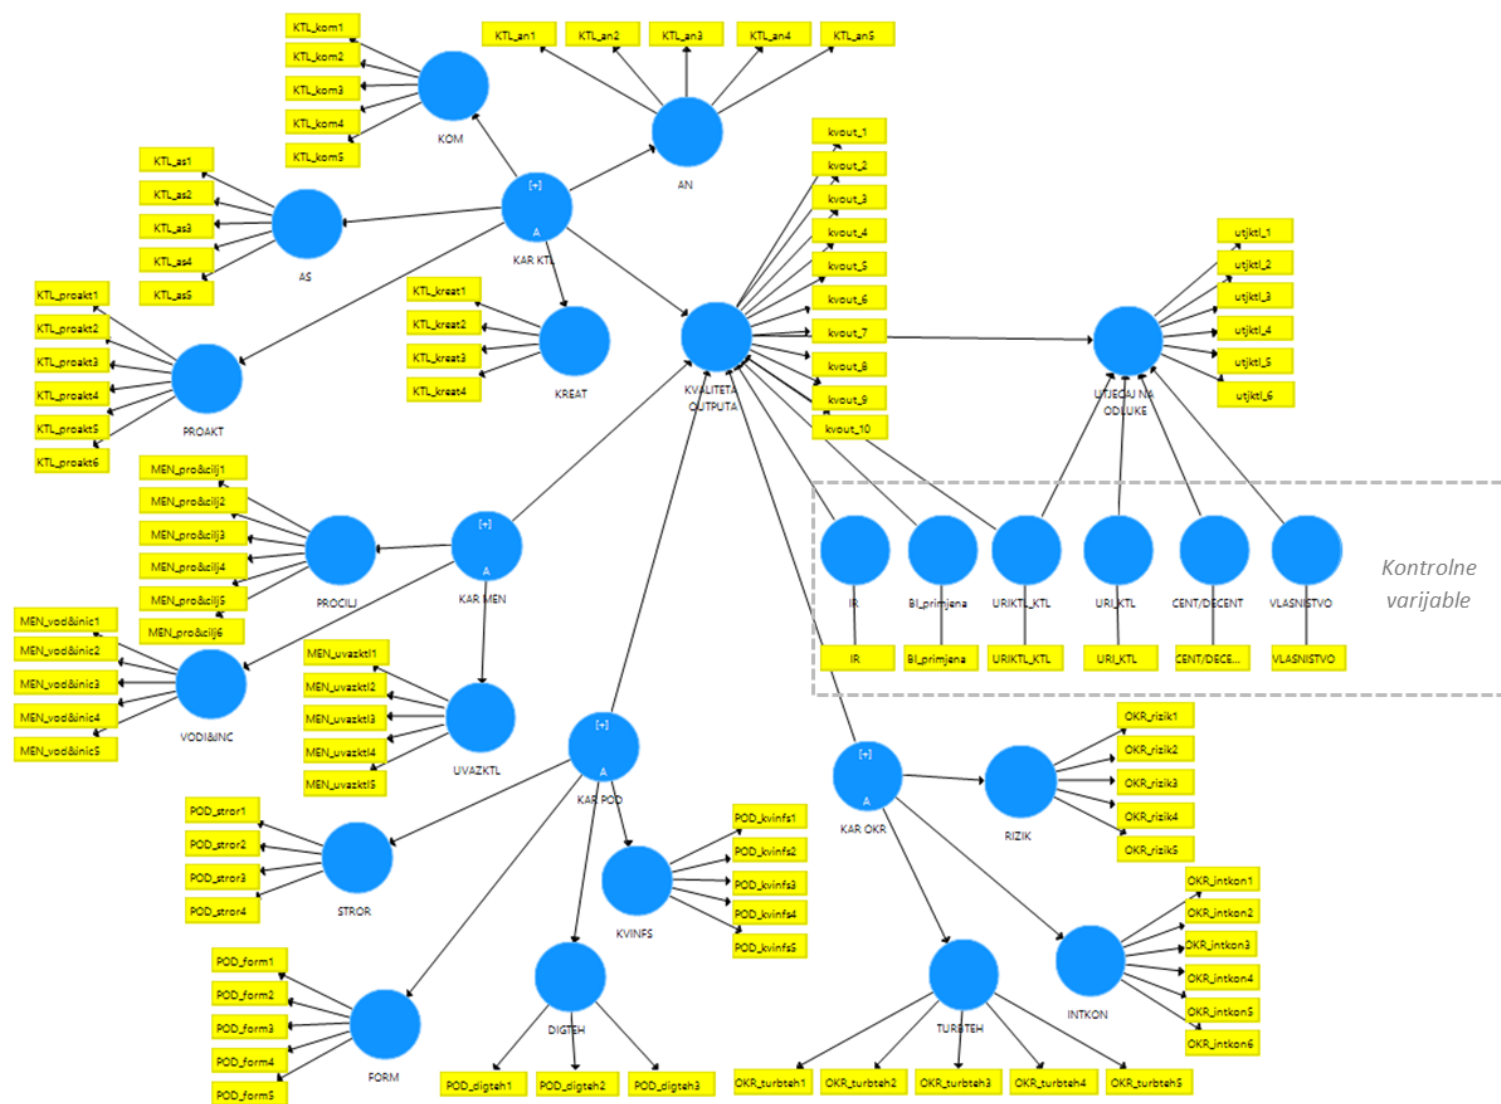 KTL_kom1
KTL_kom2
KTL_kom3
KTL_kom4
KTL_kom5
KOM
KTL_an1
KTL_an2
KTL_an3
KTL_an4
KTL_an5
AN
KTL_as1
KTL_as2
KTL_as3
KTL_as4
KTL_as5
AS
[+]
A
KAR KTL
KTL_proakt1
KTL_proakt2
KTL_proakt3
KTL_proakt4
KTL_proakt5
KTL_proakt6
PROAKT
KTL_kreat1
KTL_kreat2
KTL_kreat3
KTL_kreat4
KREAT
kvout_1
kvout_2
kvout_3
kvout_4
kvout_5
kvout_6
kvout_7
kvout_8
kvout_9
kvout_10
KVALITETA
OUTPUTA
utjktl_1
utjktl_2
utjktl_3
utjktl_4
utjktl_5
utjktl_6
UTJECAJ NA
ODLUKE
MEN_pro&cilj1
MEN_pro&cilj2
MEN_pro&cilj3
MEN_pro&cilj4
MEN_pro&cilj5
MEN_pro&cilj6
PROCILJ
[+]
A
KAR MEN
MEN_vod&inic1
MEN_vod&inic2
MEN_vod&inic3
MEN_vod&inic4
MEN_vod&inic5
VODI&INC
MEN_uvazktl1
MEN_uvazktl2
MEN_uvazktl3
MEN_uvazktl4
MEN_uvazktl5
UVAZKTL
IR
BI_primjena
URIKTL_KTL
URI_KTL
CENT/DECENT
VLASNISTVO
IR
BI_primjena
URIKTL_KTL
URI_KTL
CENT/DECE...
VLASNISTVO
Kontrolne
varijable
[+]
A
KAR POD
POD_stror1
POD_stror2
POD_stror3
POD_stror4
STROR
POD_kvinfs1
POD_kvinfs2
POD_kvinfs3
POD_kvinfs4
POD_kvinfs5
KVINFS
POD_form1
POD_form2
POD_form3
POD_form4
POD_form5
FORM
DIGTEH
POD_digteh1
POD_digteh2
POD_digteh3
[+]
A
KAR OKR
OKR_rizik1
OKR_rizik2
OKR_rizik3
OKR_rizik4
OKR_rizik5
RIZIK
OKR_intkon1
OKR_intkon2
OKR_intkon3
OKR_intkon4
OKR_intkon5
OKR_intkon6
INTKON
TURBTEH
OKR_turbteh1
OKR_turbteh2
OKR_turbteh3
OKR_turbteh4
OKR_turbteh5